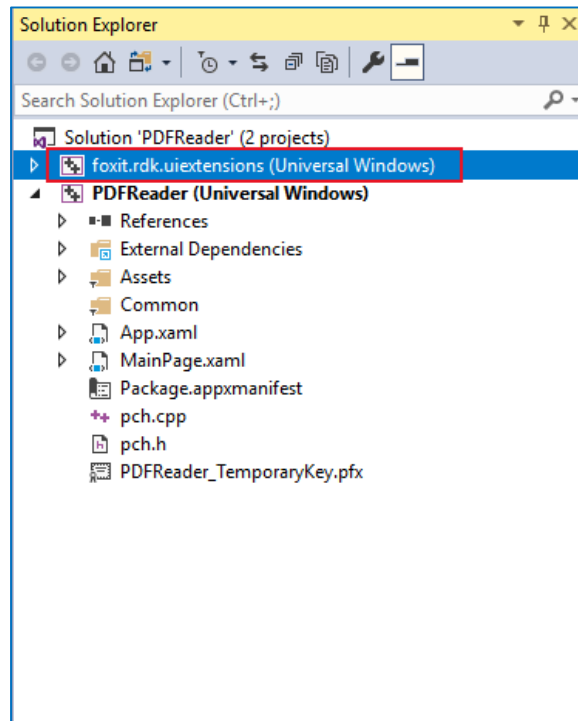 Solution Explorer
Search Solution Explorer (Ctrl+;)
Solution 'PDFReader' (2 projects)
foxit.rdk.uiextensions (Universal Windows)
PDFReader (Universal Windows)
References
External Dependencies
Assets
Common
App.xaml
MainPage.xaml
Package.appxmanifest
pch.cpp
pch.h
PDFReader_TemporaryKey.pfx